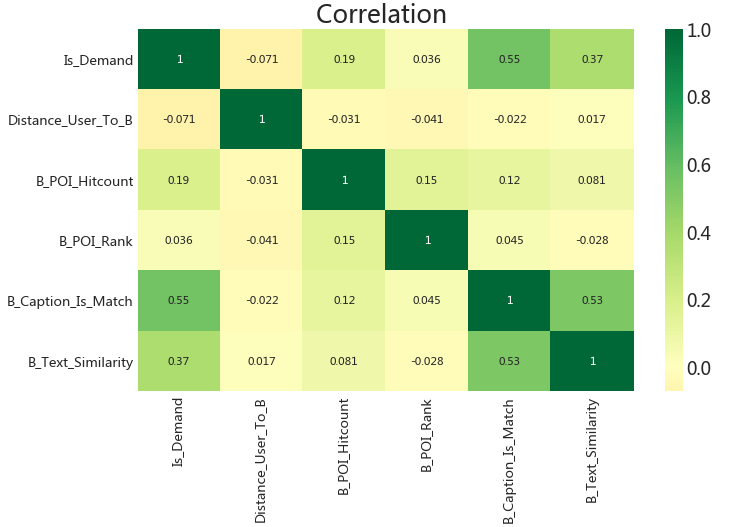 Correlation
Is_Demand 1 -0.071 0.19 0.036 0.55 0.37
Distance_User_To_B -0.071 1 -0.031 -0.041 -0.022 0.017
B_POI_Hitcount 0.19 -0.031 1 0.15 0.12 0.081
B_POI_Rank 0.036 -0.041 0.15 1 0.045 -0.028
B_Caption_Is_Match 0.55 -0.022 0.12 0.045 1 0.53
B_Text_Similarity 0.37 0.017 0.081 -0.028 0.53 1
Is_Demand
Distance_User_To_B
B_POI_Hitcount
B_POI_Rank
B_Caption_Is_Match
B_Text_Similarity
1.0
0.8
0.6
0.4
0.2
0.0